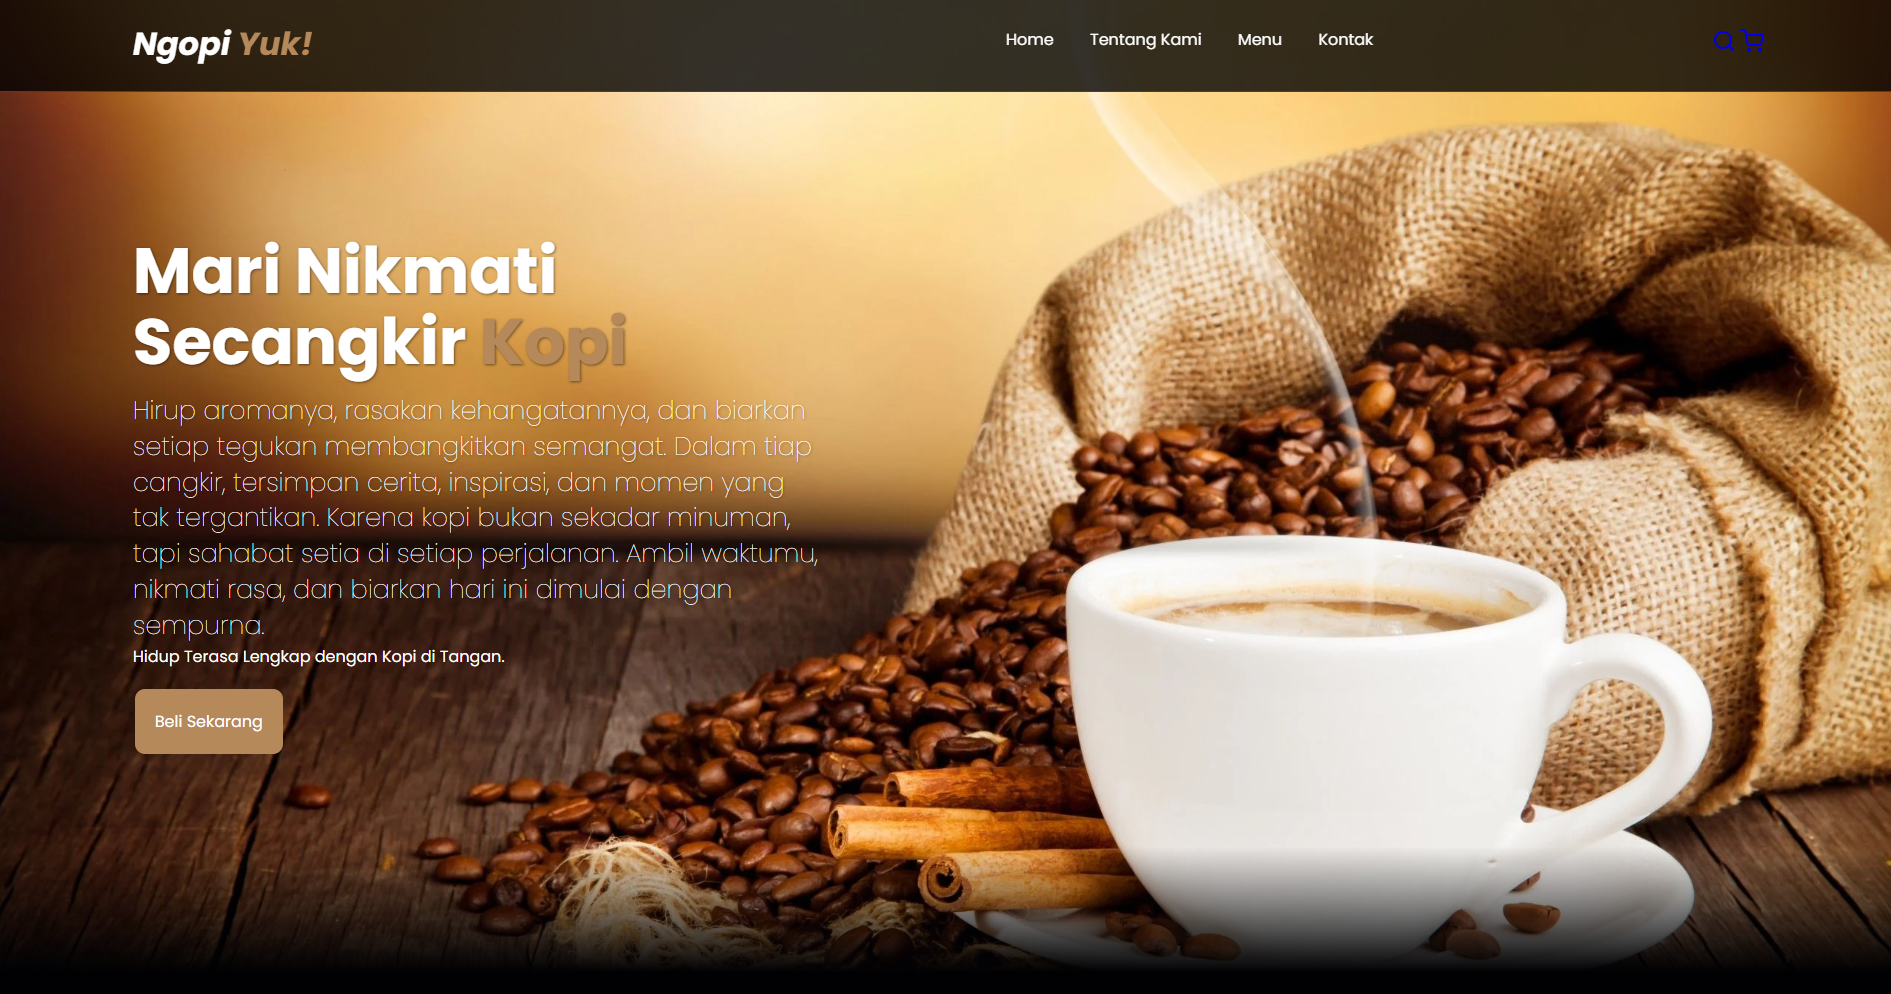 Ngopi Yuk!
Home Tentang Kami Menu Kontak
Mari Nikmati
Secangkir Kopi
Hirup aromanya, rasakan kehangatannya, dan biarkan
setiap tegukan membangkitkan semangat. Dalam tiap
cangkir, tersimpan cerita, inspirasi, dan momen yang
tak tergantikan. Karena kopi bukan sekadar minuman,
tapi sahabat setia di setiap perjalanan. Ambil waktumu,
nikmati rasa, dan biarkan hari ini dimulai dengan
sempurna.
Hidup Terasa Lengkap dengan Kopi di Tangan.
Beli Sekarang